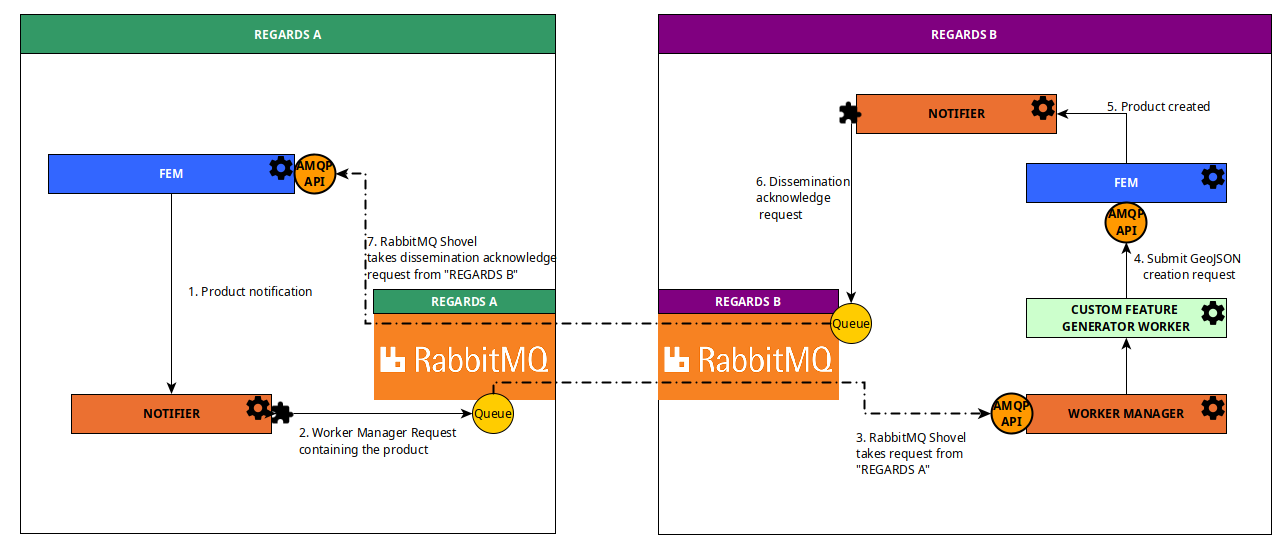 REGARDS A
FEM
AMQP
API
7. RabbitMQ Shovel
takes dissemination acknowledge
request from "REGARDS B"
1. Product notification
REGARDS A
RabbitMQ
NOTIFIER
Queue
2. Worker Manager Request
containing the product
REGARDS B
NOTIFIER
5. Product created
6. Dissemination
acknowledge
request
FEM
AMQP
API
4. Submit GeoJSON
creation request
REGARDS B
Queue
RabbitMQ
CUSTOM FEATURE
GENERATOR WORKER
AMQP
API
WORKER MANAGER
3. RabbitMQ Shovel
takes request from
"REGARDS A"